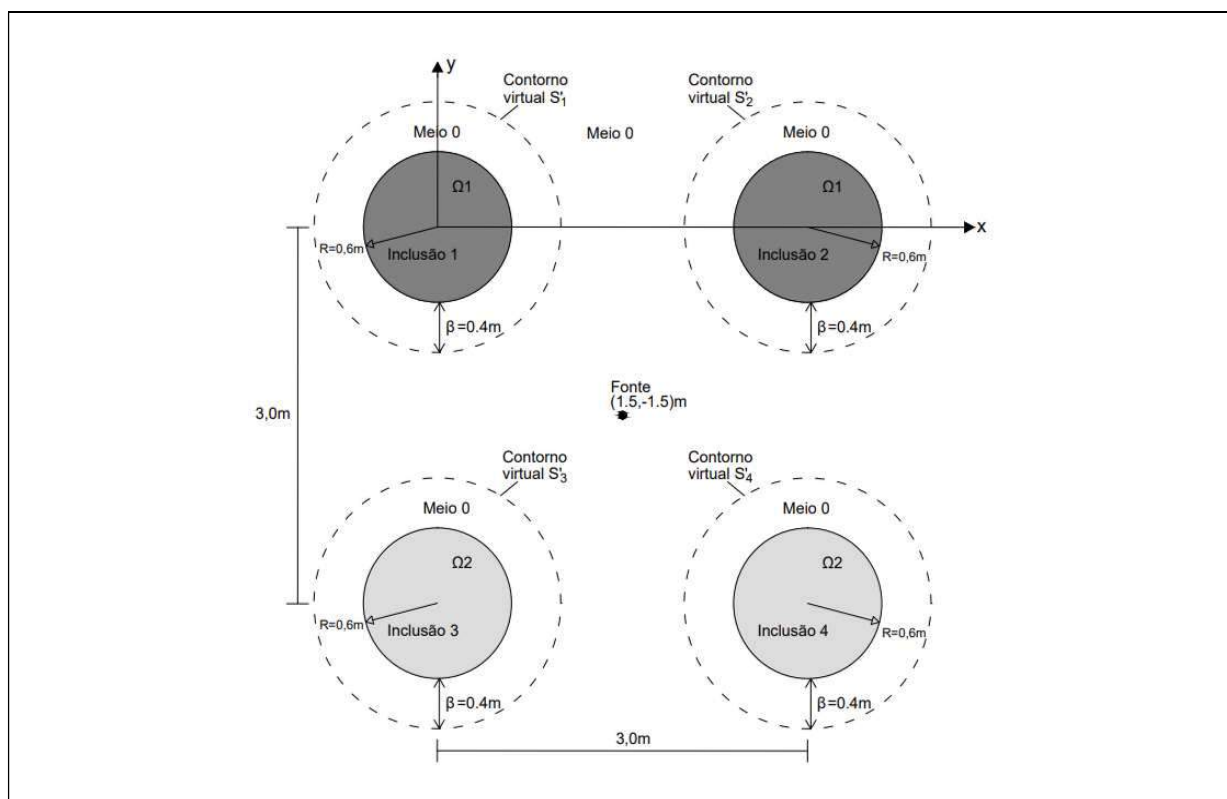 y
Contorno
virtual S'1
Contorno
virtual S'2
Meio 0
Meio 0
Meio 0
Ω1
Ω1
x
R=0,6m
Inclusão 1
Inclusão 2
R=0,6m
β=0.4m
β=0.4m
Fonte
(1.5,-1.5)m
3,0m
Contorno
virtual S'3
Contorno
virtual S'4
Meio 0
Meio 0
Ω2
Ω2
R=0,6m
Inclusão 3
Inclusão 4
R=0,6m
β=0.4m
β=0.4m
3,0m